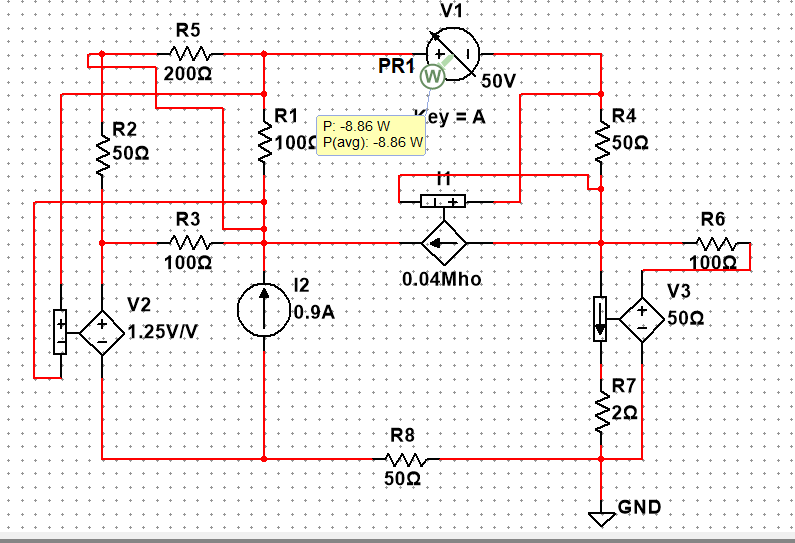 V1
R5
PR1
W
200Ω
50V
Key = A
R2
50Ω
R1
100Ω
P: -8.86 W
P(avg): -8.86 W
R4
50Ω
I1
R3
100Ω
R6
100Ω
0.04Mho
V2
1.25V/V
I2
0.9A
V3
50Ω
R7
2Ω
R8
50Ω
GND